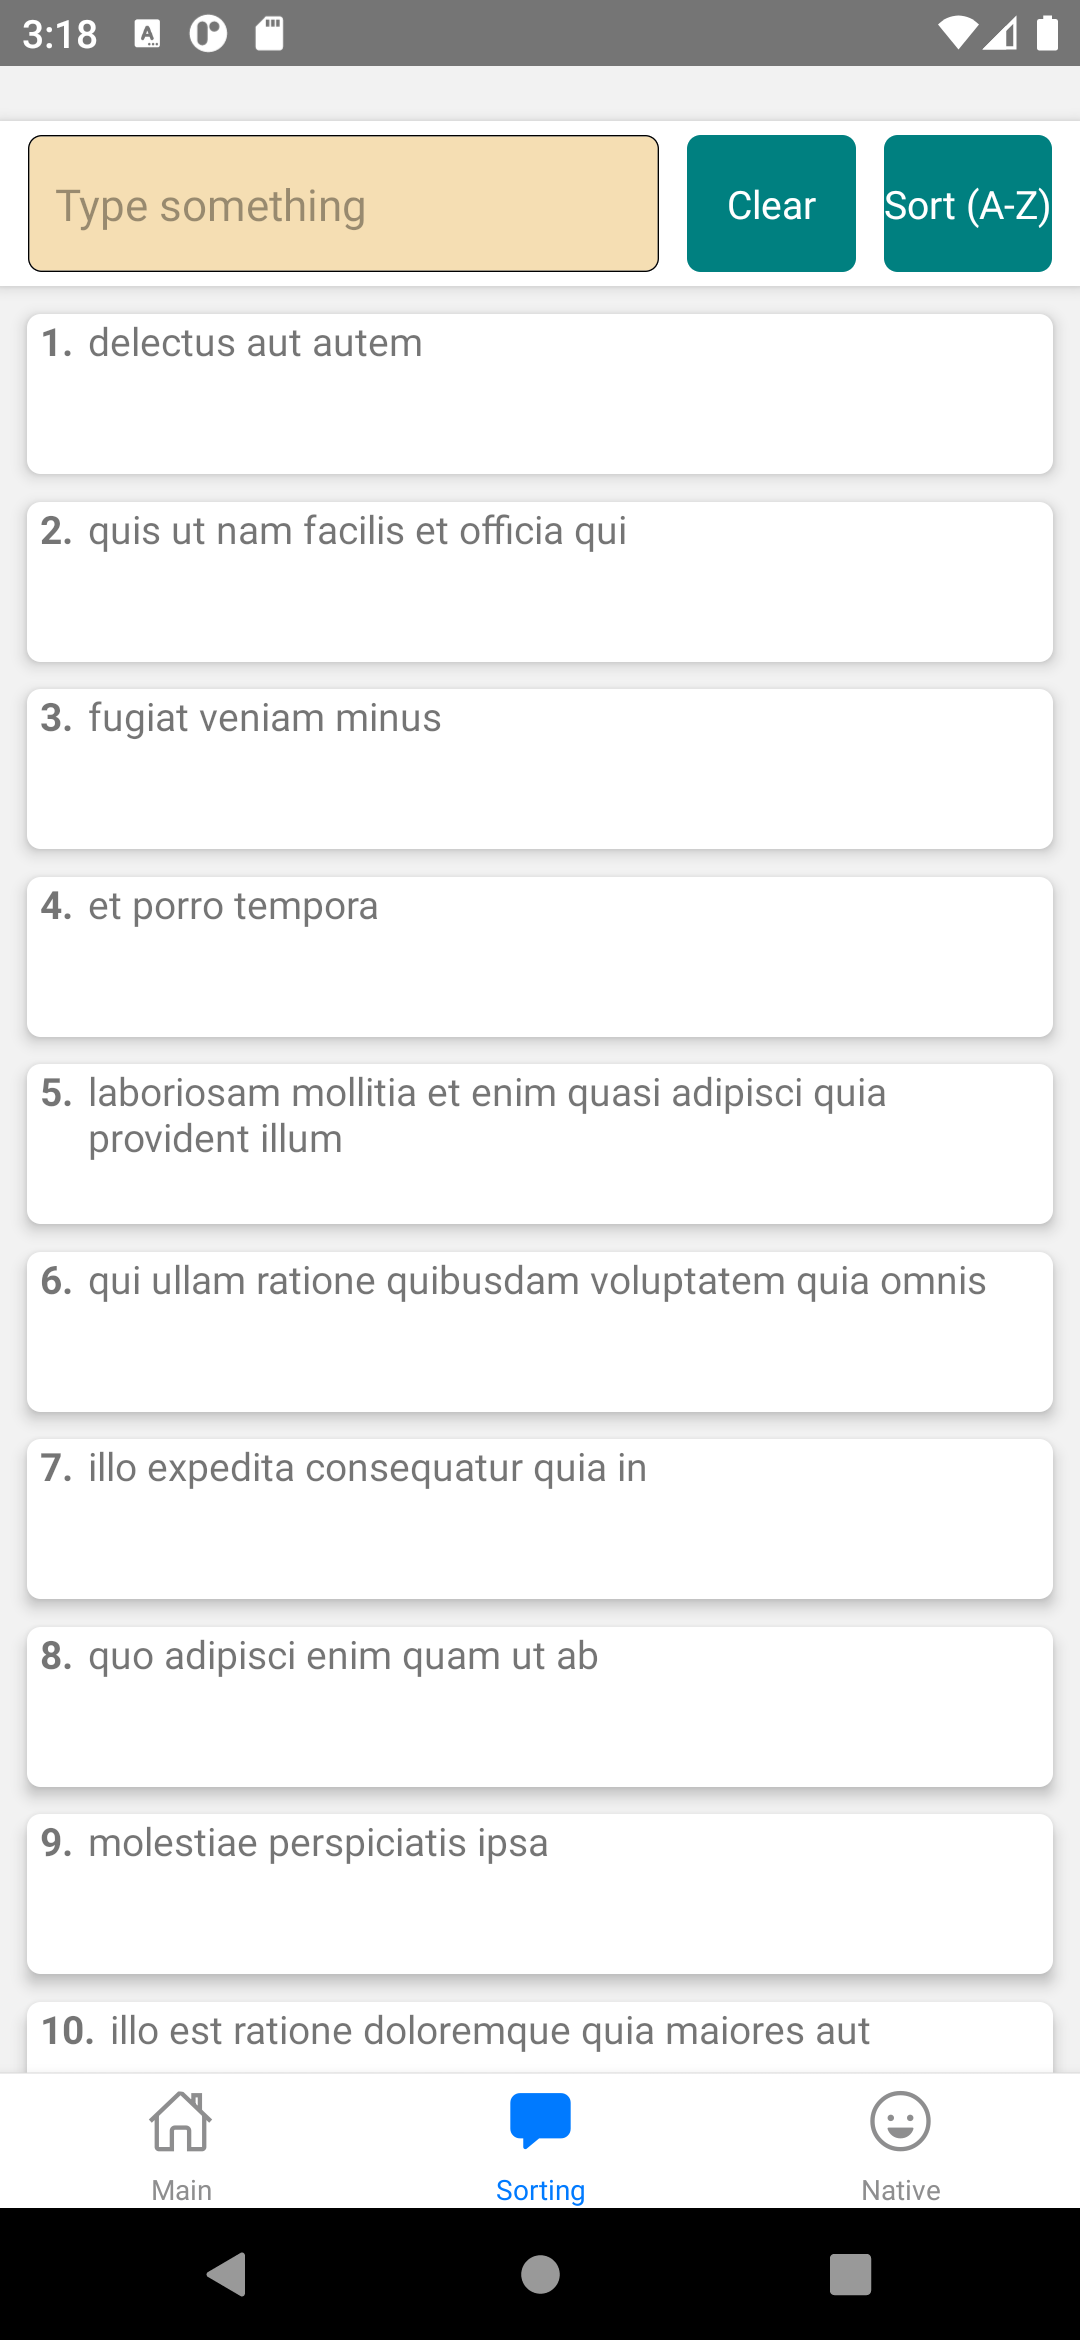 3:18
Type something
Clear
Sort (A-Z)
1. delectus aut autem
2. quis ut nam facilis et officia qui
3. fugiat veniam minus
4. et porro tempora
5. laboriosam mollitia et enim quasi adipisci quia
provident illum
6. qui ullam ratione quibusdam voluptatem quia omnis
7. illo expedita consequatur quia in
8. quo adipisci enim quam ut ab
9. molestiae perspiciatis ipsa
10. illo est ratione doloremque quia maiores aut
Main
Sorting
Native